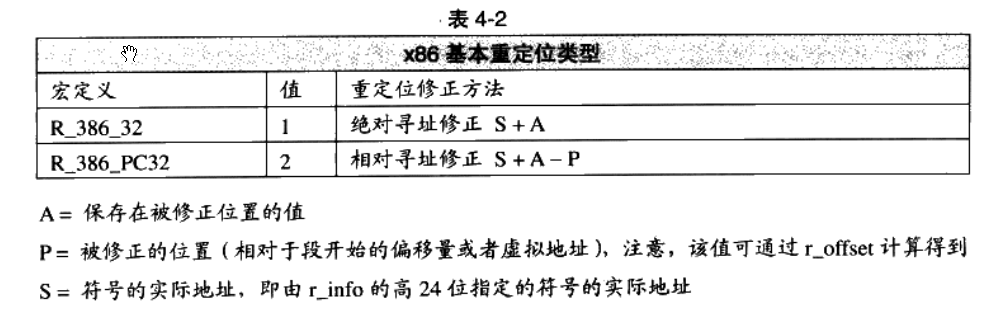 表 4-2
x86 基本重定位类型
宏定义 值 重定位修正方法
R_386_32 1 绝对寻址修正 S + A
R_386_PC32 2 相对寻址修正 S + A – P
A = 保存在被修正位置的值
P = 被修正的位置（相对于段开始的偏移量或者虚拟地址），注意，该值可通过 r_offset 计算得到
S = 符号的实际地址，即由 r_info 的高 24 位指定的符号的实际地址